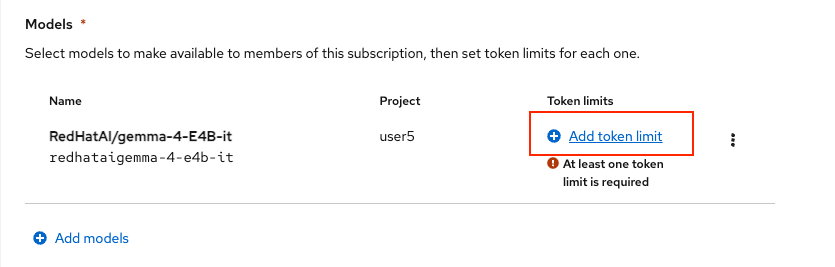 Models *
Select models to make available to members of this subscription, then set token limits for each one.
Name Project Token limits
RedHatAI/gemma-4-E4B-it user5 Add token limit
redhataigemma-4-e4b-it
At least one token
limit is required
Add models